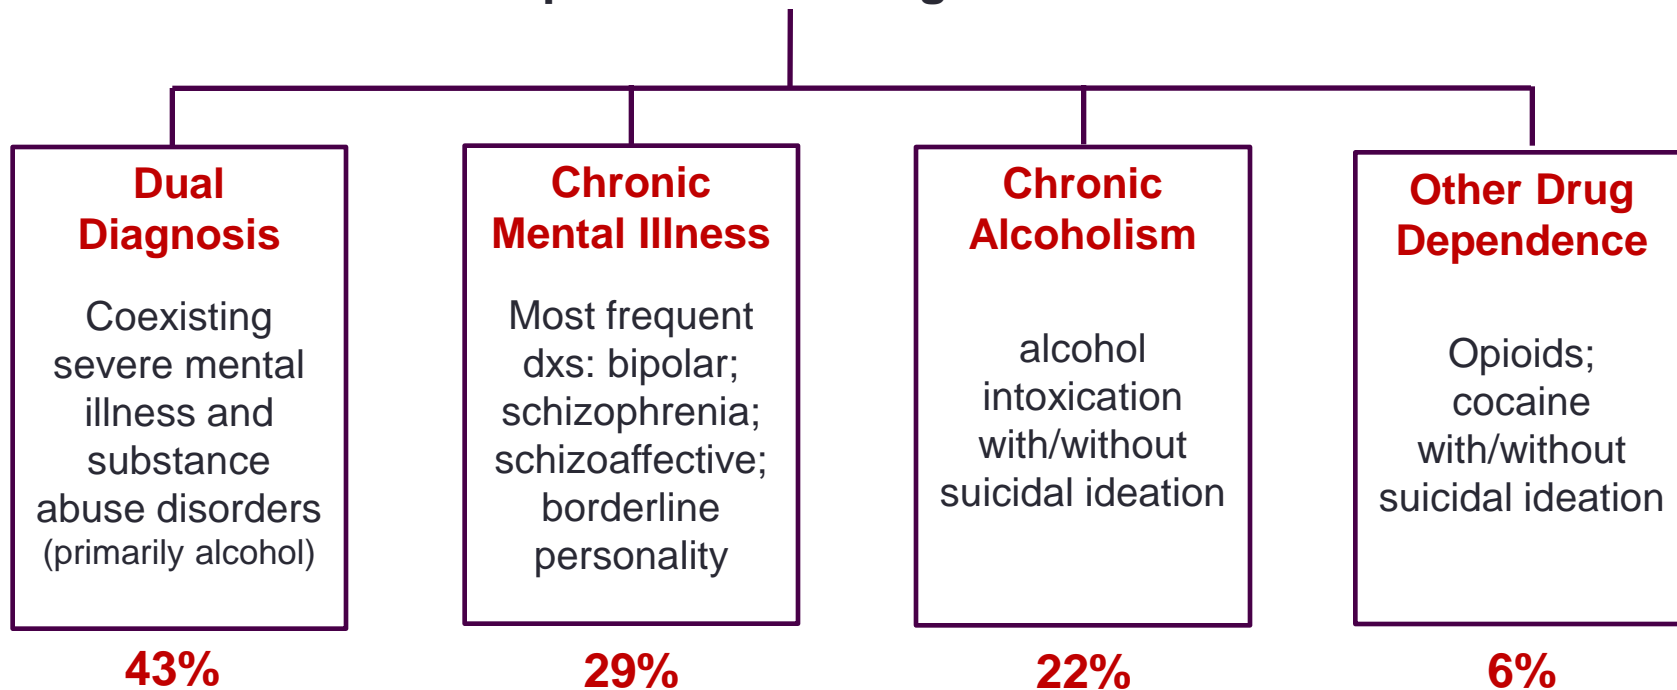 Dual
Diagnosis
Coexisting
severe mental
illness and
substance
abuse disorders
(primarily alcohol)
43%
Chronic
Mental Illness
Most frequent
dxs: bipolar;
schizophrenia;
schizoaffective;
borderline
personality
29%
Chronic
Alcoholism
alcohol
intoxication
with/without
suicidal ideation
22%
Other Drug
Dependence
Opioids;
cocaine
with/without
suicidal ideation
6%